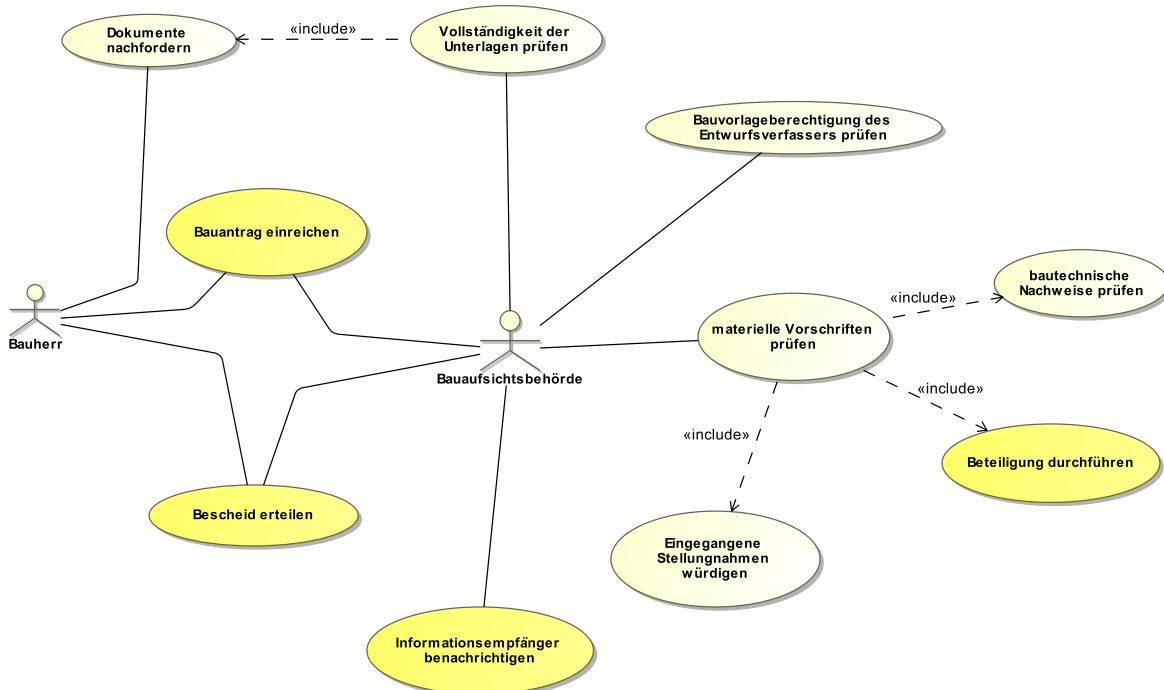 Dokumente
nachfordern
«include»
Vollständigkeit der
Unterlagen prüfen
Bauvorlageberechtigung des
Entwurfsverfassers prüfen
Bauantrag einreichen
bautechnische
Nachweise prüfen
«include»
materielle Vorschriften
prüfen
Bauherr
Bauaufsichtsbehörde
«include»
«include»
Beteiligung durchführen
Bescheid erteilen
Eingegangene
Stellungnahmen
würdigen
Informationsempfänger
benachrichtigen